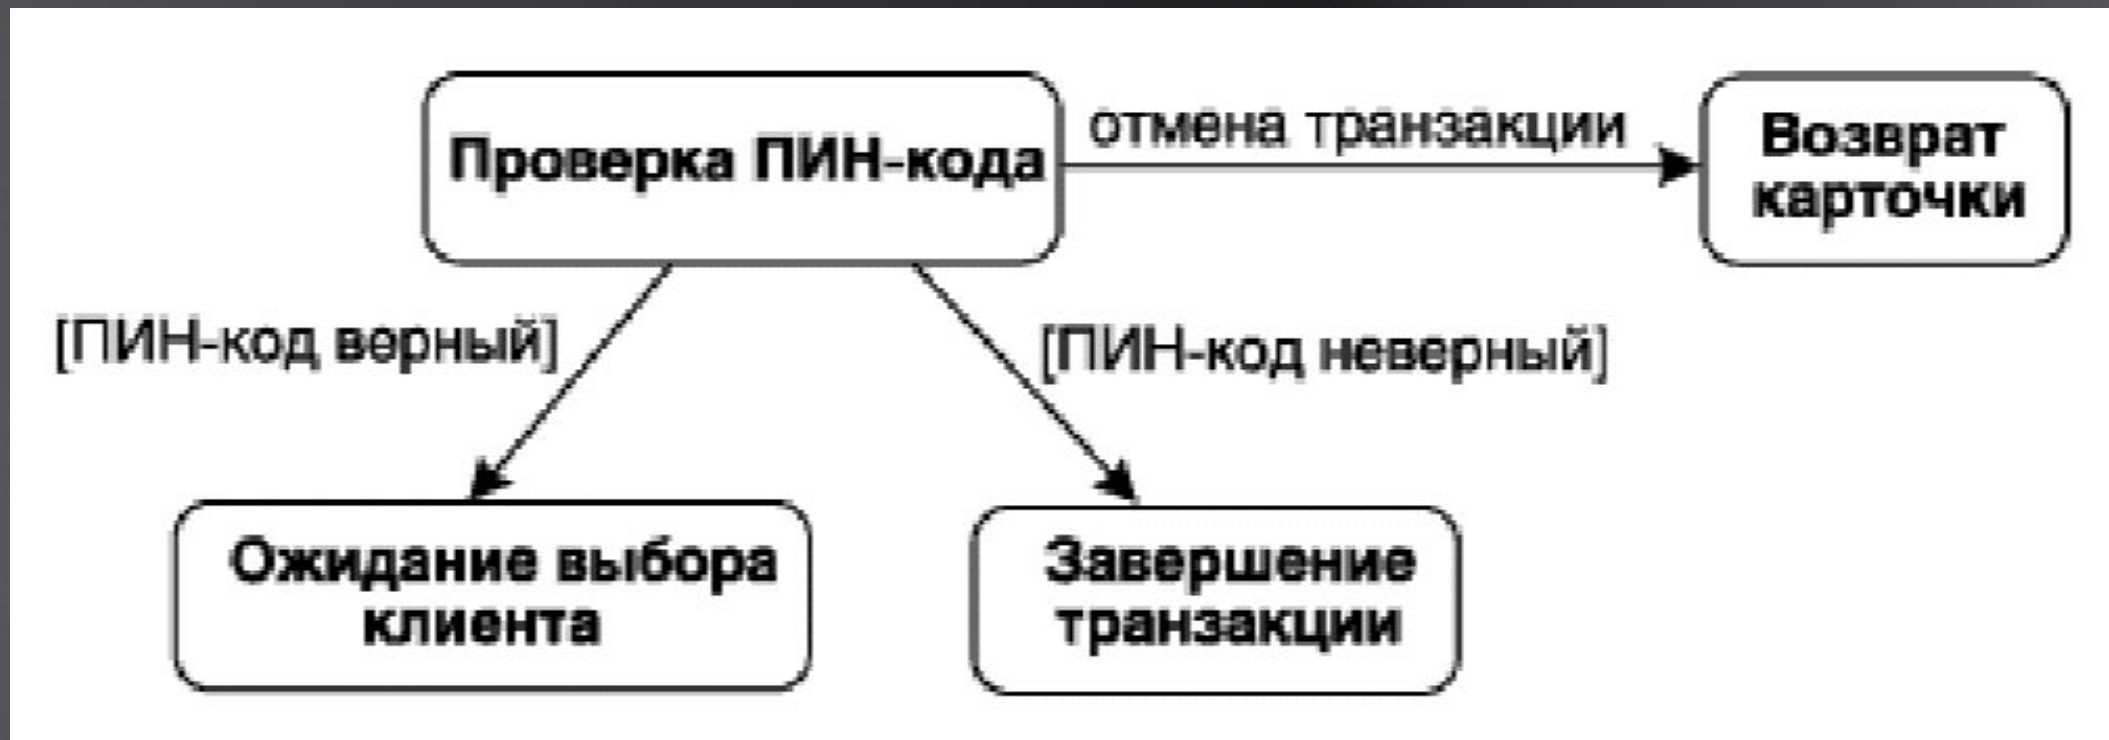 Проверка ПИН-кода
отмена транзакции
Возврат
карточки
[ПИН-код верный]
[ПИН-код неверный]
Ожидание выбора
клиента
Завершение
транзакции